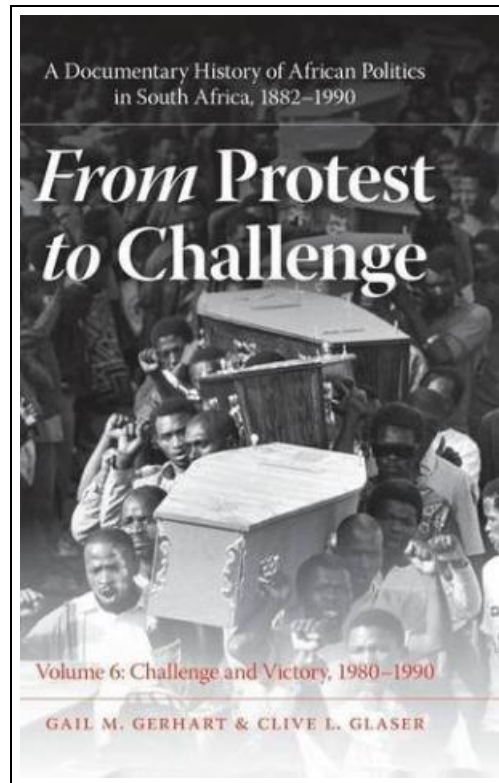 A Documentary History of African Politics
in South Africa, 1882–1990
From Protest
to Challenge
Volume 6: Challenge and Victory, 1980–1990
GAIL M. GERHART & CLIVE L. GLASER